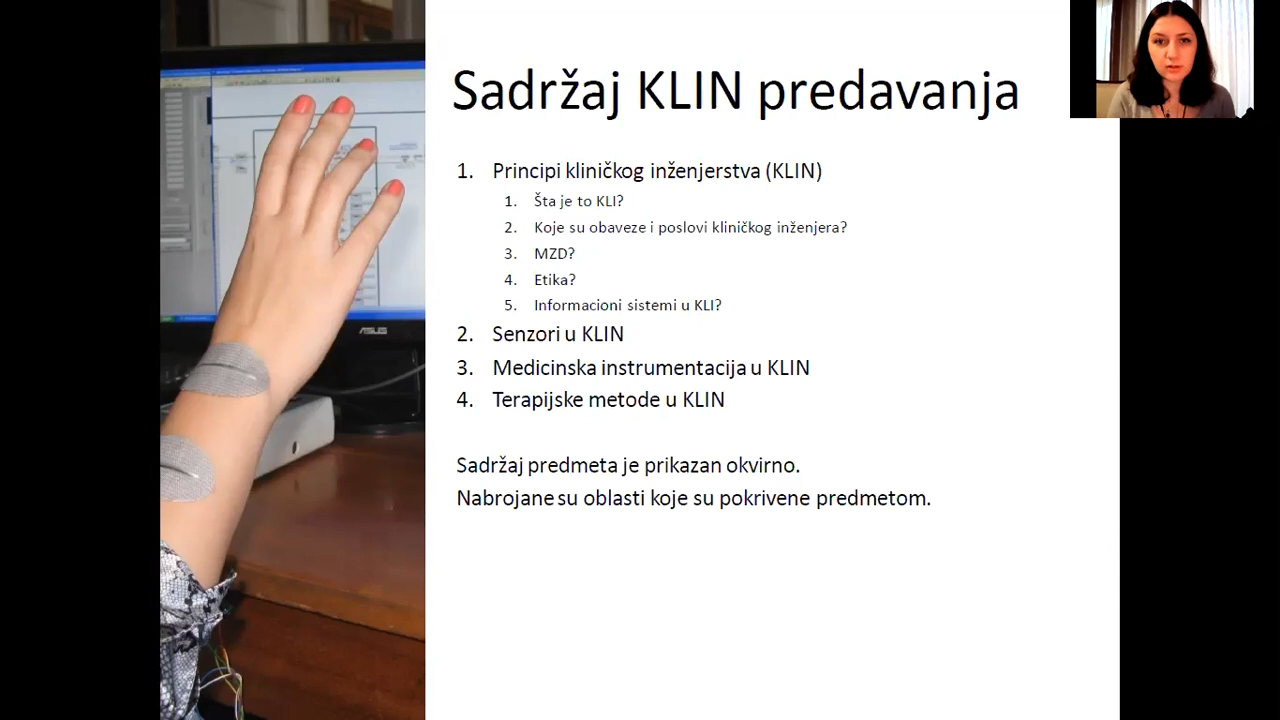 Sadržaj KLIN predavanja
1. Principi kliničkog inženjerstva (KLIN)
1. Šta je to KLI?
2. Koje su obaveze i poslovi kliničkog inženjera?
3. MZD?
4. Etika?
5. Informacioni sistemi u KLI?
2. Senzori u KLIN
3. Medicinska instrumentacija u KLIN
4. Terapijske metode u KLIN
Sadržaj predmeta je prikazan okvirno.
Nabrojane su oblasti koje su pokrivene predmetom.
ASUS